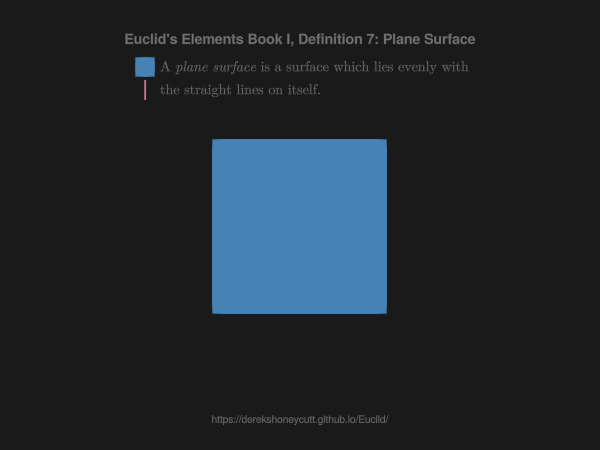 Euclid's Elements Book I, Definition 7: Plane Surface
A plane surface is a surface which lies evenly with
the straight lines on itself.
https://derekshoneycutt.github.io/Euclid/